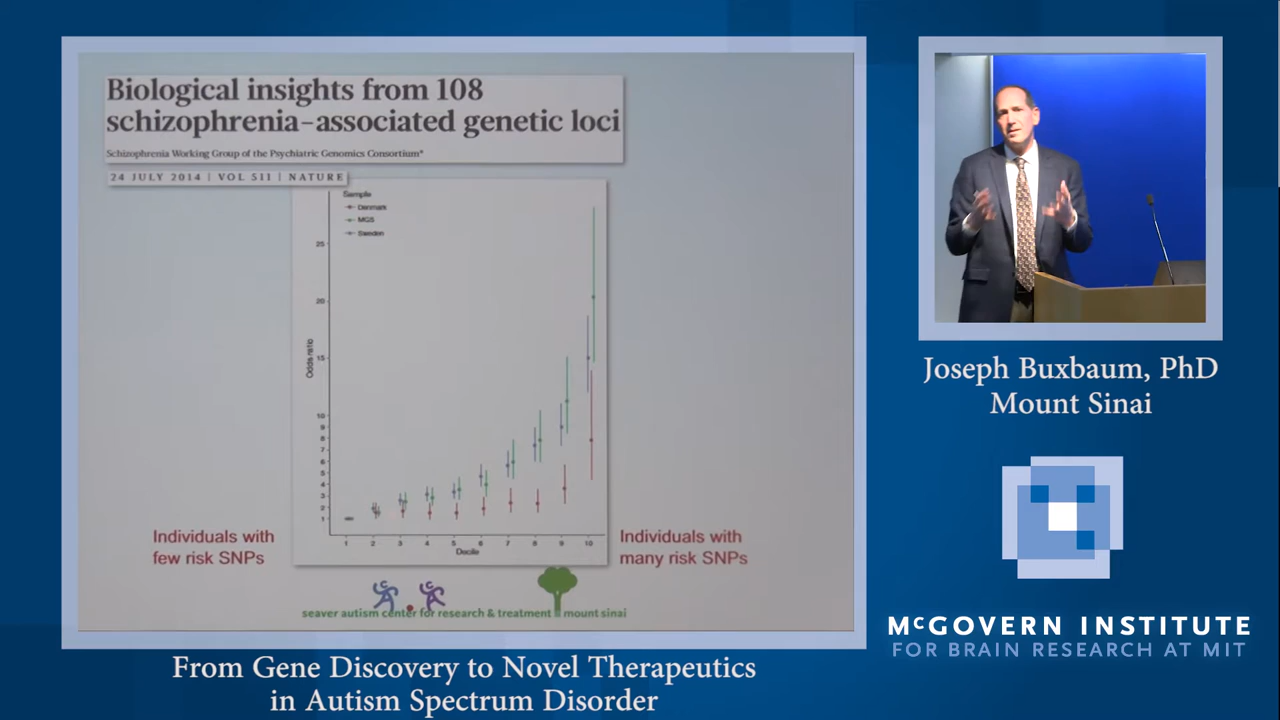 Biological insights from 108
schizophrenia-associated genetic loci
Schizophrenia Working Group of the Psychiatric Genomics Consortium*
24 JULY 2014 | VOL 511 | NATURE
Sample
Denmark
MGS
Sweden
Odds ratio
25
20
15
10
9
8
7
6
5
4
3
2
1
1 2 3 4 5 6 7 8 9 10
Decile
Individuals with
few risk SNPs
Individuals with
many risk SNPs
seaver autism center for research & treatment mount sinai
Joseph Buxbaum, PhD
Mount Sinai
McGOVERN INSTITUTE
FOR BRAIN RESEARCH AT MIT
From Gene Discovery to Novel Therapeutics
in Autism Spectrum Disorder